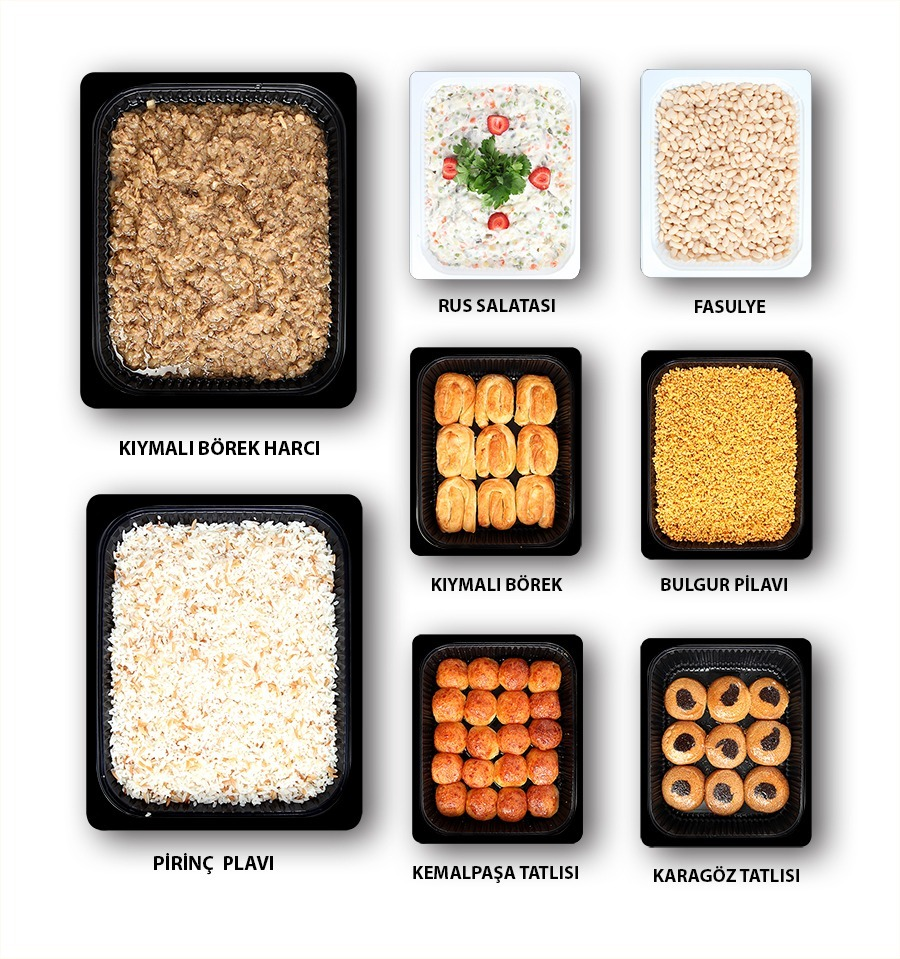 RUS SALATASI
FASULYE
KIYMALI BÖREK HARCI
KIYMALI BÖREK
BULGUR PİLAVI
PİRİNÇ PLAVI
KEMALPAŞA TATLISI
KARAGÖZ TATLISI